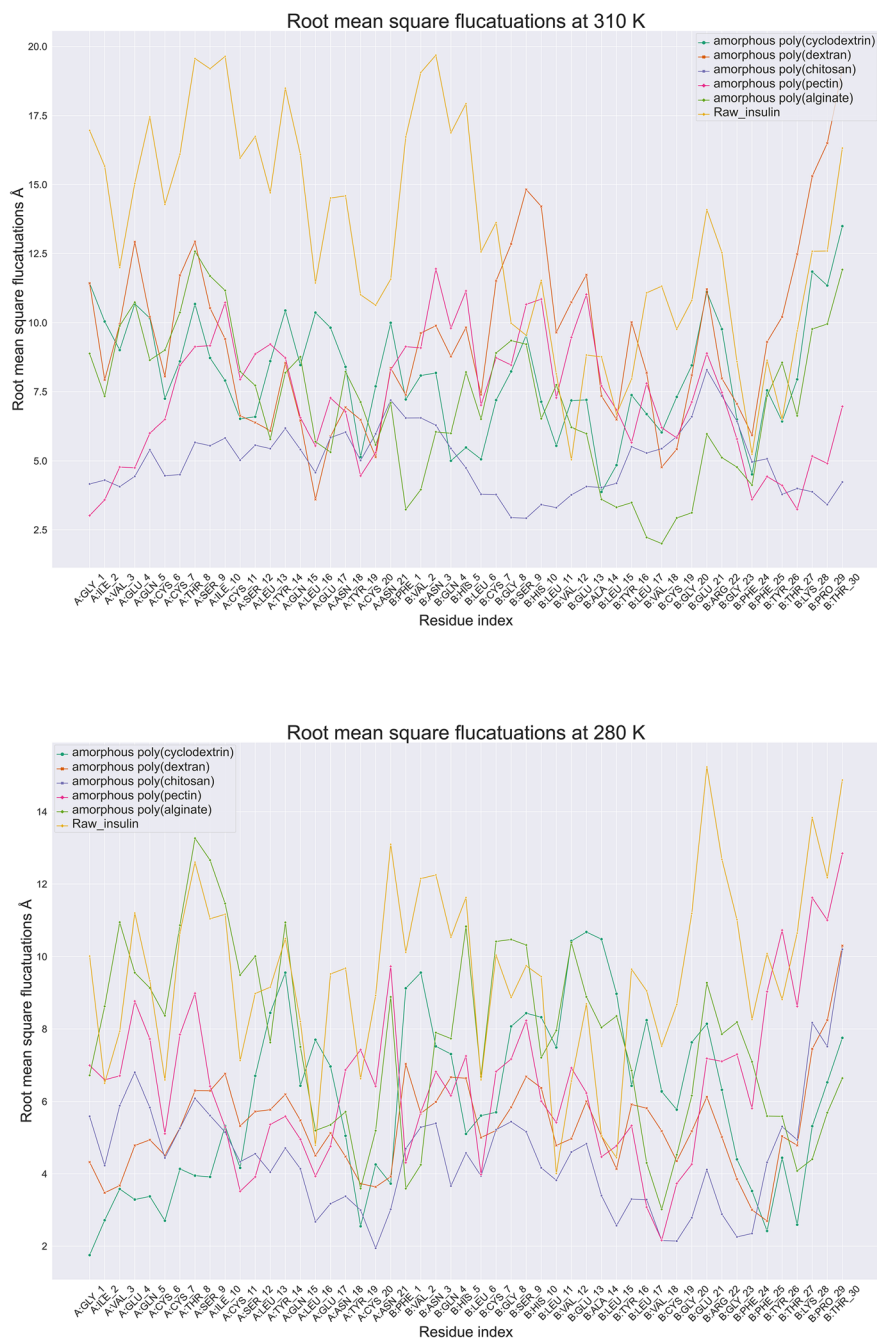 Root mean square flucatuations at 310 K
20.0
17.5
15.0
12.5
10.0
7.5
5.0
2.5
Root mean square flucatuations Å
amorphous poly(cyclodextrin)
amorphous poly(dextran)
amorphous poly(chitosan)
amorphous poly(pectin)
amorphous poly(alginate)
Raw_insulin
A:GLY_1
A:ILE_2
A:VAL_3
A:GLU_4
A:GLN_5
A:CYS_6
A:CYS_7
A:THR_8
A:SER_9
A:ILE_10
A:CYS_11
A:SER_12
A:LEU_13
A:TYR_14
A:GLN_15
A:LEU_16
A:GLU_17
A:ASN_18
A:TYR_19
A:CYS_20
A:ASN_21
B:PHE_1
B:VAL_2
B:ASN_3
B:GLN_4
B:HIS_5
B:LEU_6
B:CYS_7
B:GLY_8
B:SER_9
B:HIS_10
B:LEU_11
B:VAL_12
B:GLU_13
B:ALA_14
B:LEU_15
B:TYR_16
B:LEU_17
B:VAL_18
B:CYS_19
B:GLY_20
B:GLU_21
B:ARG_22
B:GLY_23
B:PHE_24
B:PHE_25
B:TYR_26
B:THR_27
B:LYS_28
B:PRO_29
B:THR_30
Residue index
Root mean square flucatuations at 280 K
14
12
10
8
6
4
2
Root mean square flucatuations Å
amorphous poly(cyclodextrin)
amorphous poly(dextran)
amorphous poly(chitosan)
amorphous poly(pectin)
amorphous poly(alginate)
Raw_insulin
A:GLY_1
A:ILE_2
A:VAL_3
A:GLU_4
A:GLN_5
A:CYS_6
A:CYS_7
A:THR_8
A:SER_9
A:ILE_10
A:CYS_11
A:SER_12
A:LEU_13
A:TYR_14
A:GLN_15
A:LEU_16
A:GLU_17
A:ASN_18
A:TYR_19
A:CYS_20
A:ASN_21
B:PHE_1
B:VAL_2
B:ASN_3
B:GLN_4
B:HIS_5
B:LEU_6
B:CYS_7
B:GLY_8
B:SER_9
B:HIS_10
B:LEU_11
B:VAL_12
B:GLU_13
B:ALA_14
B:LEU_15
B:TYR_16
B:LEU_17
B:VAL_18
B:CYS_19
B:GLY_20
B:GLU_21
B:ARG_22
B:GLY_23
B:PHE_24
B:PHE_25
B:TYR_26
B:THR_27
B:LYS_28
B:PRO_29
B:THR_30
Residue index